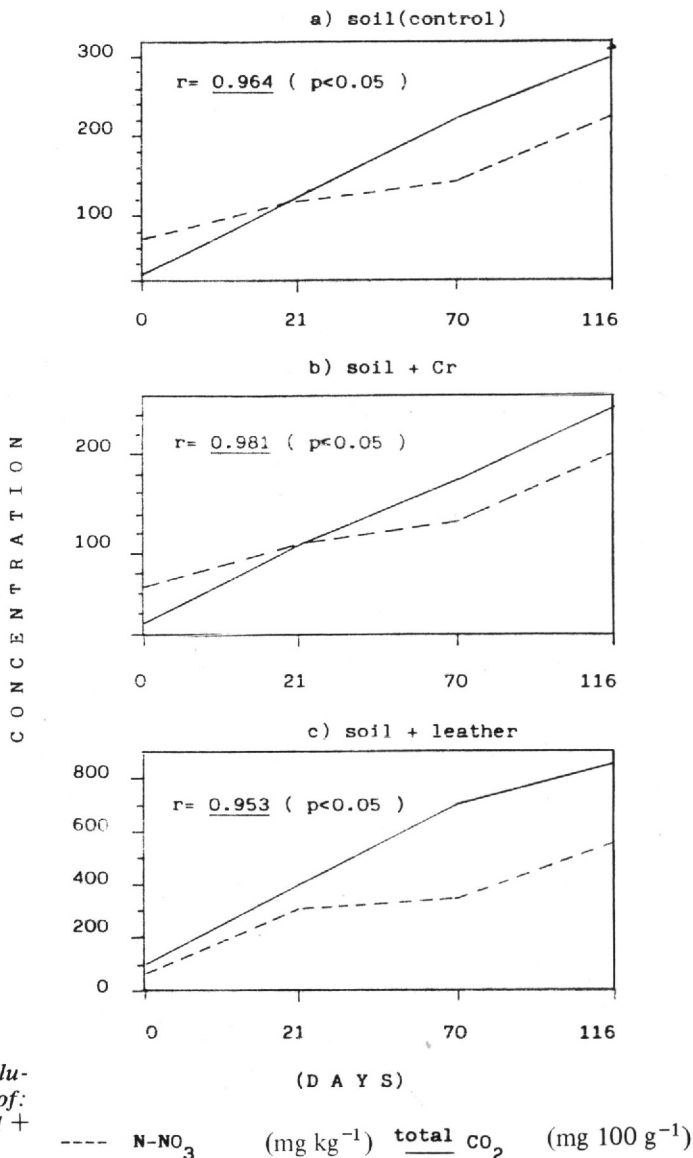 a) soil(control)
300
r= 0.964 ( p<0.05 )
200
100
0 21 70 116
b) soil + Cr
r= 0.981 ( p<0.05 )
200
100
0 21 70 116
CONCENTRATION
c) soil + leather
800
r= 0.953 ( p<0.05 )
600
400
200
0
0 21 70 116
(DAYS)
lu-
of:
+
---- N-NO3 (mg kg⁻¹) total CO2 (mg 100 g⁻¹)